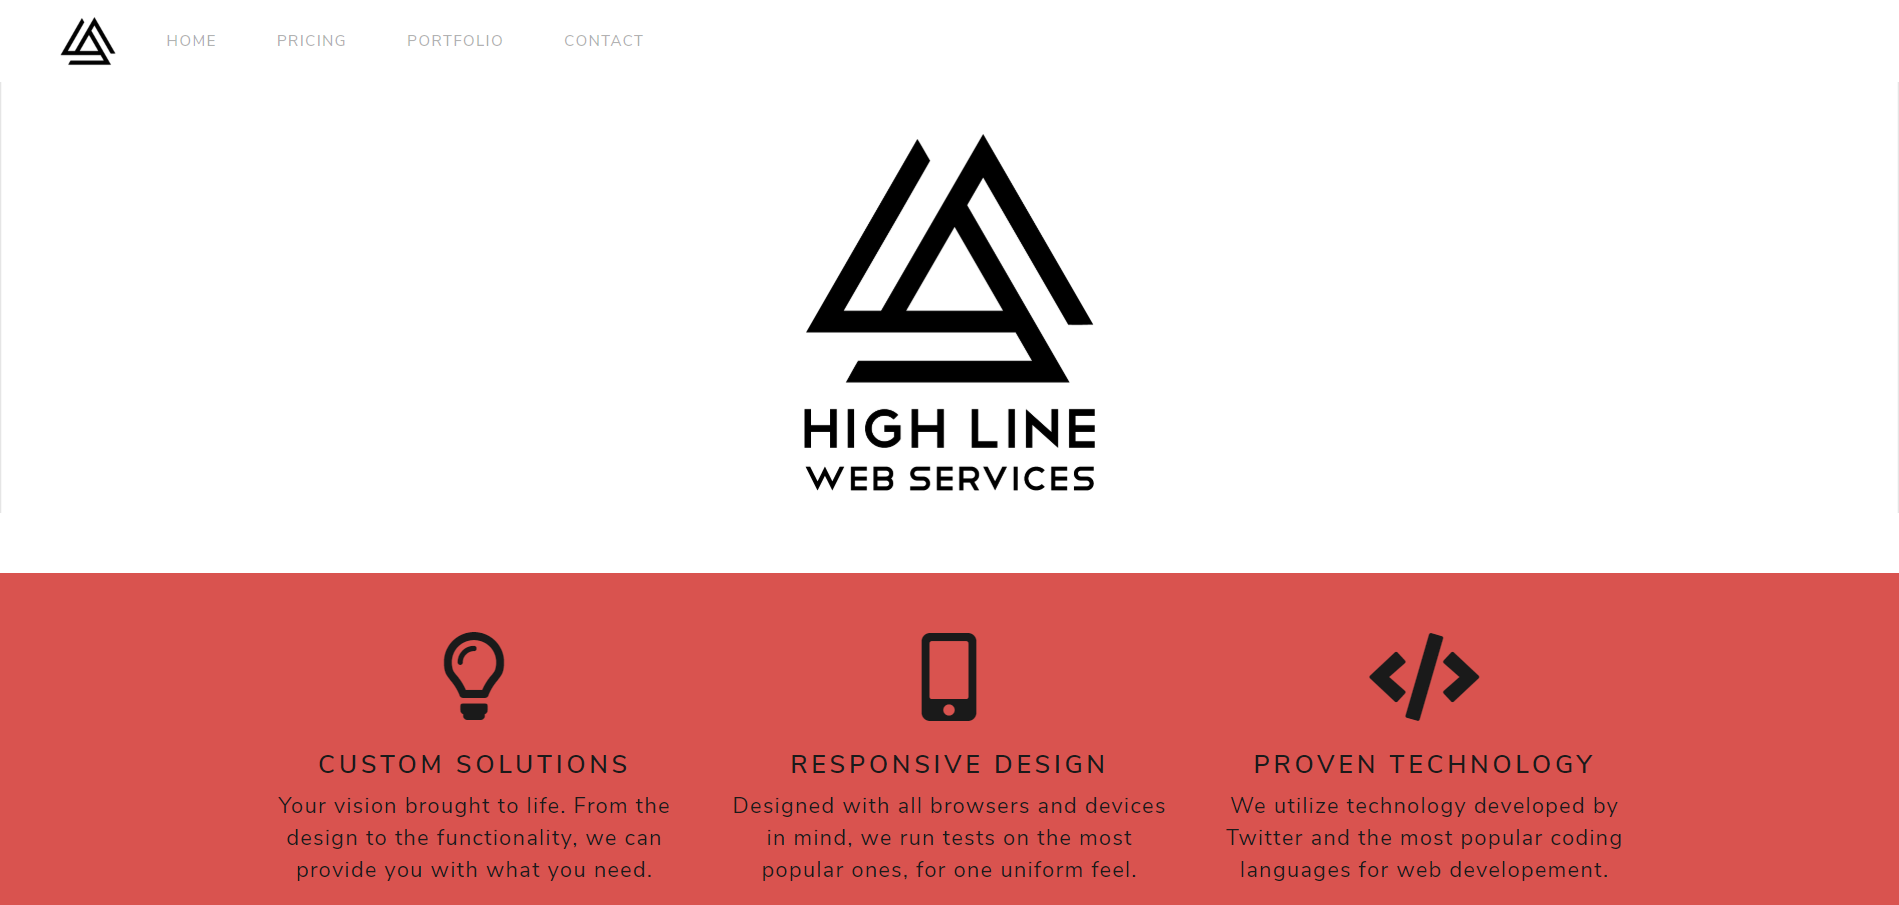 HOME PRICING PORTFOLIO CONTACT
HIGH LINE
WEB SERVICES
CUSTOM SOLUTIONS
Your vision brought to life. From the
design to the functionality, we can
provide you with what you need.
RESPONSIVE DESIGN
Designed with all browsers and devices
in mind, we run tests on the most
popular ones, for one uniform feel.
PROVEN TECHNOLOGY
We utilize technology developed by
Twitter and the most popular coding
languages for web developement.